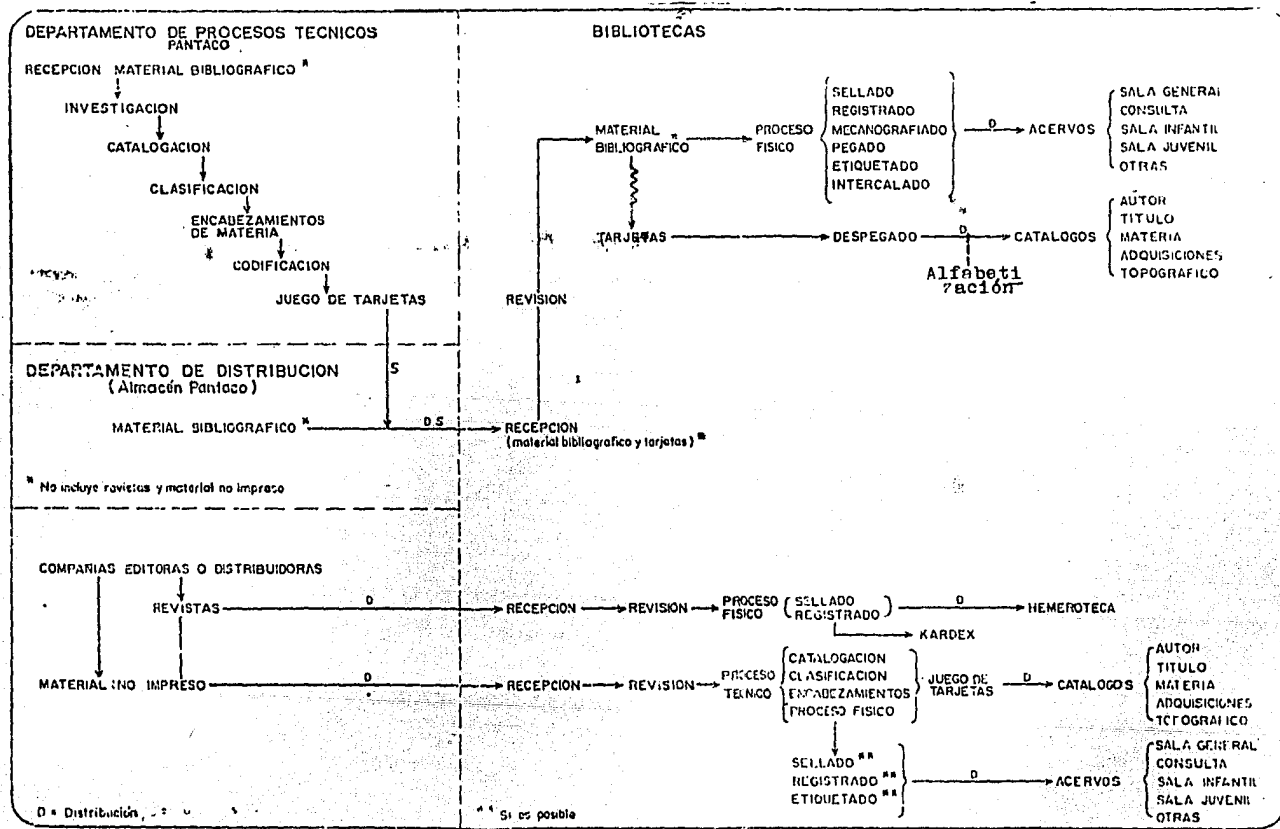 DEPARTAMENTO DE PROCESOS TECNICOS
PANTACO
RECEPCION MATERIAL BIBLIOGRAFICO *
INVESTIGACION
CATALOGACION
CLASIFICACION
ENCABEZAMIENTOS
DE MATERIA
CODIFICACION
JUEGO DE TARJETAS
S
DEPARTAMENTO DE DISTRIBUCION
(Almacén Pantaco)
MATERIAL BIBLIOGRAFICO *
D S
* No incluye revistas y material no impreso
BIBLIOTECAS
RECEPCION
(material bibliografico y tarjetas) *
REVISION
MATERIAL
BIBLIOGRAFICO *
PROCESO
FISICO
SELLADO
REGISTRADO
MECANOGRAFIADO
PEGADO
ETIQUETADO
INTERCALADO
D
ACERVOS
SALA GENERAL
CONSULTA
SALA INFANTIL
SALA JUVENIL
OTRAS
TARJETAS
DESPEGADO
D
Alfabeti
zación
CATALOGOS
AUTOR
TITULO
MATERIA
ADQUISICIONES
TOPOGRAFICO
COMPAÑIAS EDITORAS O DISTRIBUIDORAS
REVISTAS
D
RECEPCION
REVISION
PROCESO
FISICO
SELLADO
REGISTRADO
D
HEMEROTECA
KARDEX
MATERIAL NO IMPRESO
D
RECEPCION
REVISION
PROCESO
TECNICO
CATALOGACION
CLASIFICACION
ENCABEZAMIENTOS
PROCESO FISICO
JUEGO DE
TARJETAS
D
CATALOGOS
AUTOR
TITULO
MATERIA
ADQUISICIONES
TOPOGRAFICO
SELLADO **
REGISTRADO **
ETIQUETADO **
D
ACERVOS
SALA GENERAL
CONSULTA
SALA INFANTIL
SALA JUVENIL
OTRAS
D = Distribución,
** Si es posible